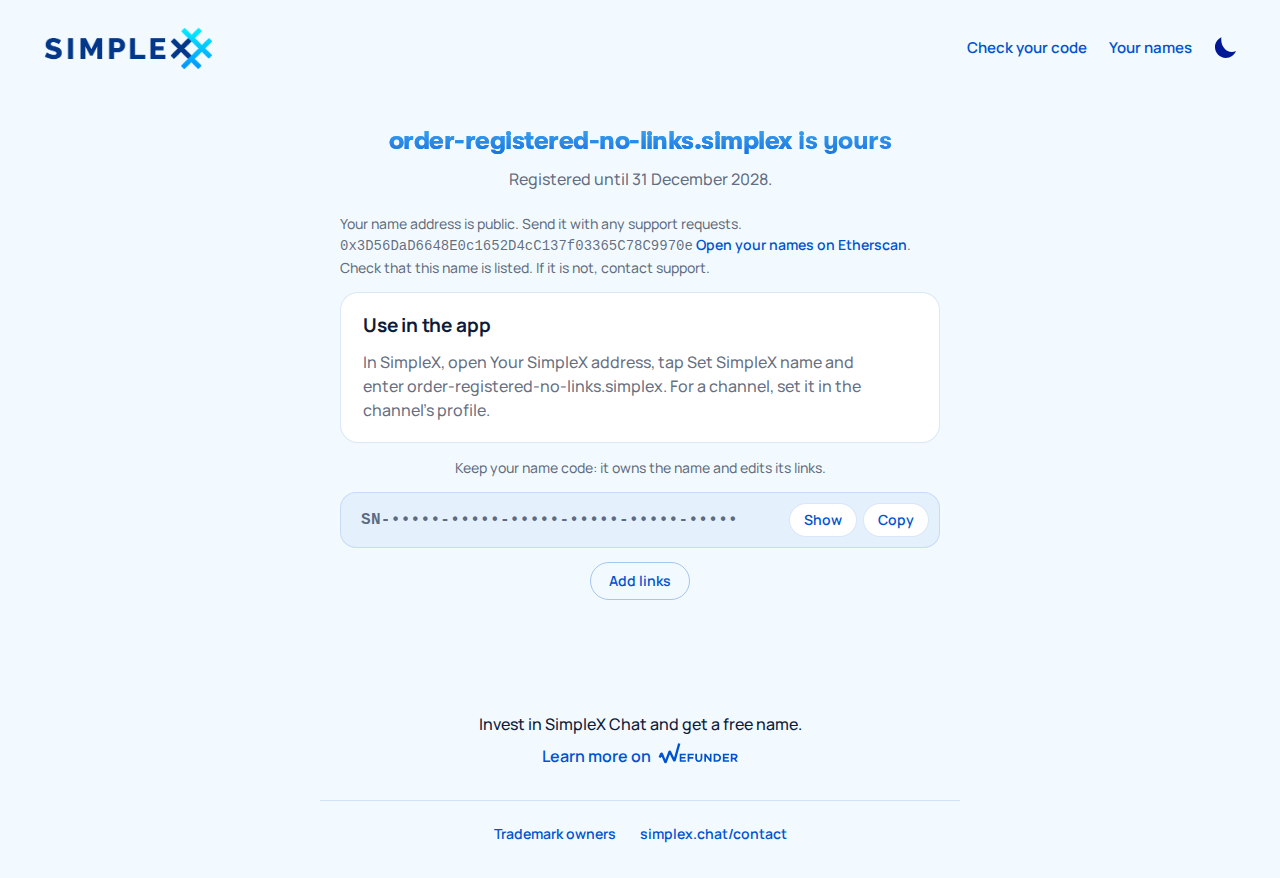 SIMPLEX
Check your code
Your names
order-registered-no-links.simplex is yours
Registered until 31 December 2028.
Your name address is public. Send it with any support requests.
0x3D56DaD6648E0c1652D4cC137f03365C78C9970e Open your names on Etherscan.
Check that this name is listed. If it is not, contact support.
Use in the app
In SimpleX, open Your SimpleX address, tap Set SimpleX name and
enter order-registered-no-links.simplex. For a channel, set it in the
channel's profile.
Keep your name code: it owns the name and edits its links.
SN-•••••-•••••-•••••-•••••-•••••-•••••
Show
Copy
Add links
Invest in SimpleX Chat and get a free name.
Learn more on WEFUNDER
Trademark owners
simplex.chat/contact